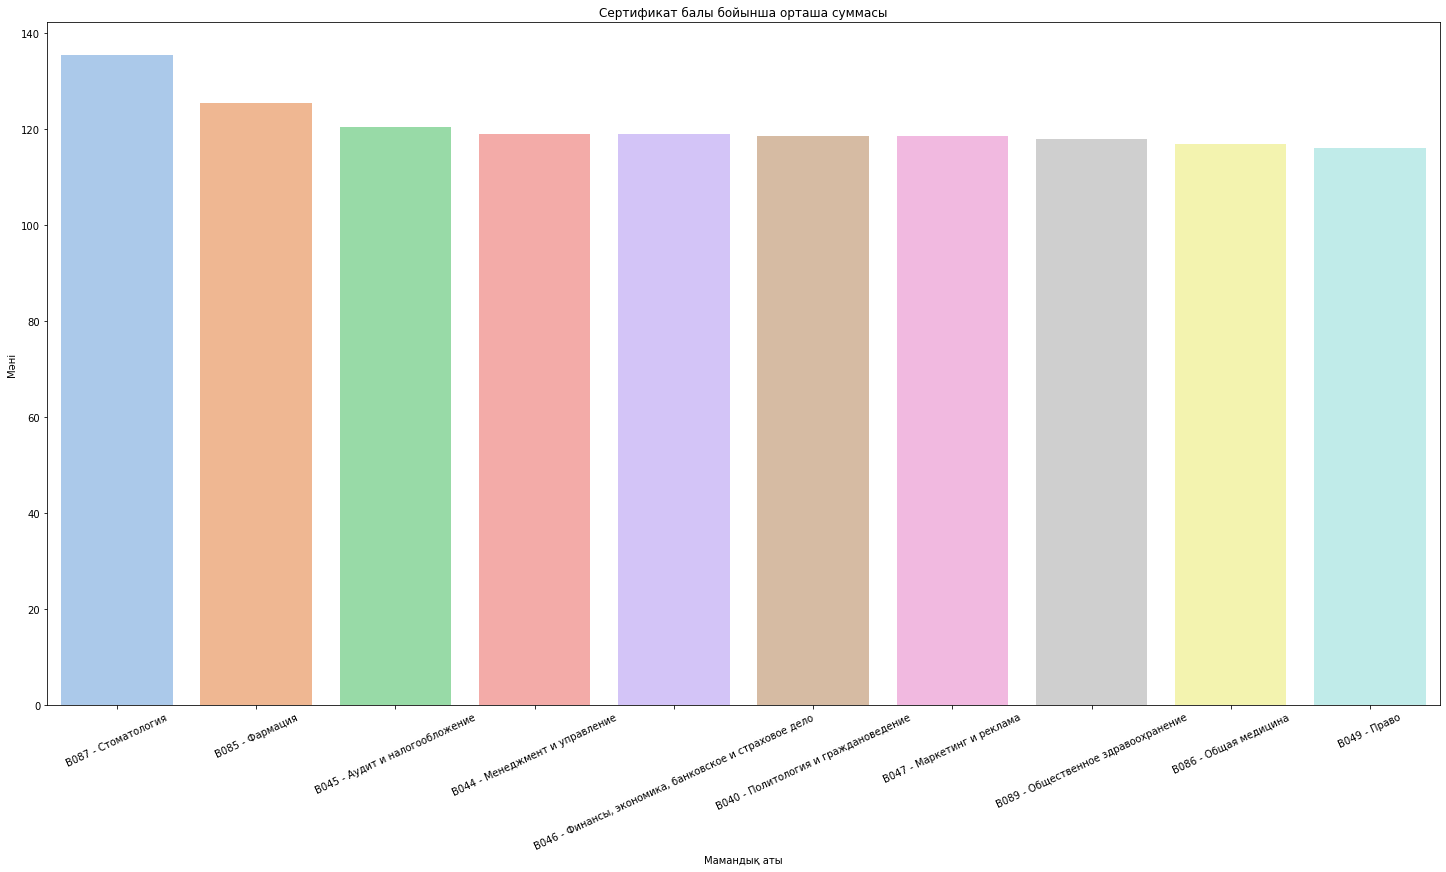 Сертификат балы бойынша орташа суммасы
140
120
100
80
60
40
20
0
Мәні
B087 - Стоматология
B085 - Фармация
B045 - Аудит и налогообложение
B044 - Менеджмент и управление
B046 - Финансы, экономика, банковское и страховое дело
B040 - Политология и граждановедение
B047 - Маркетинг и реклама
B089 - Общественное здравоохранение
B086 - Общая медицина
B049 - Право
Мамандық аты